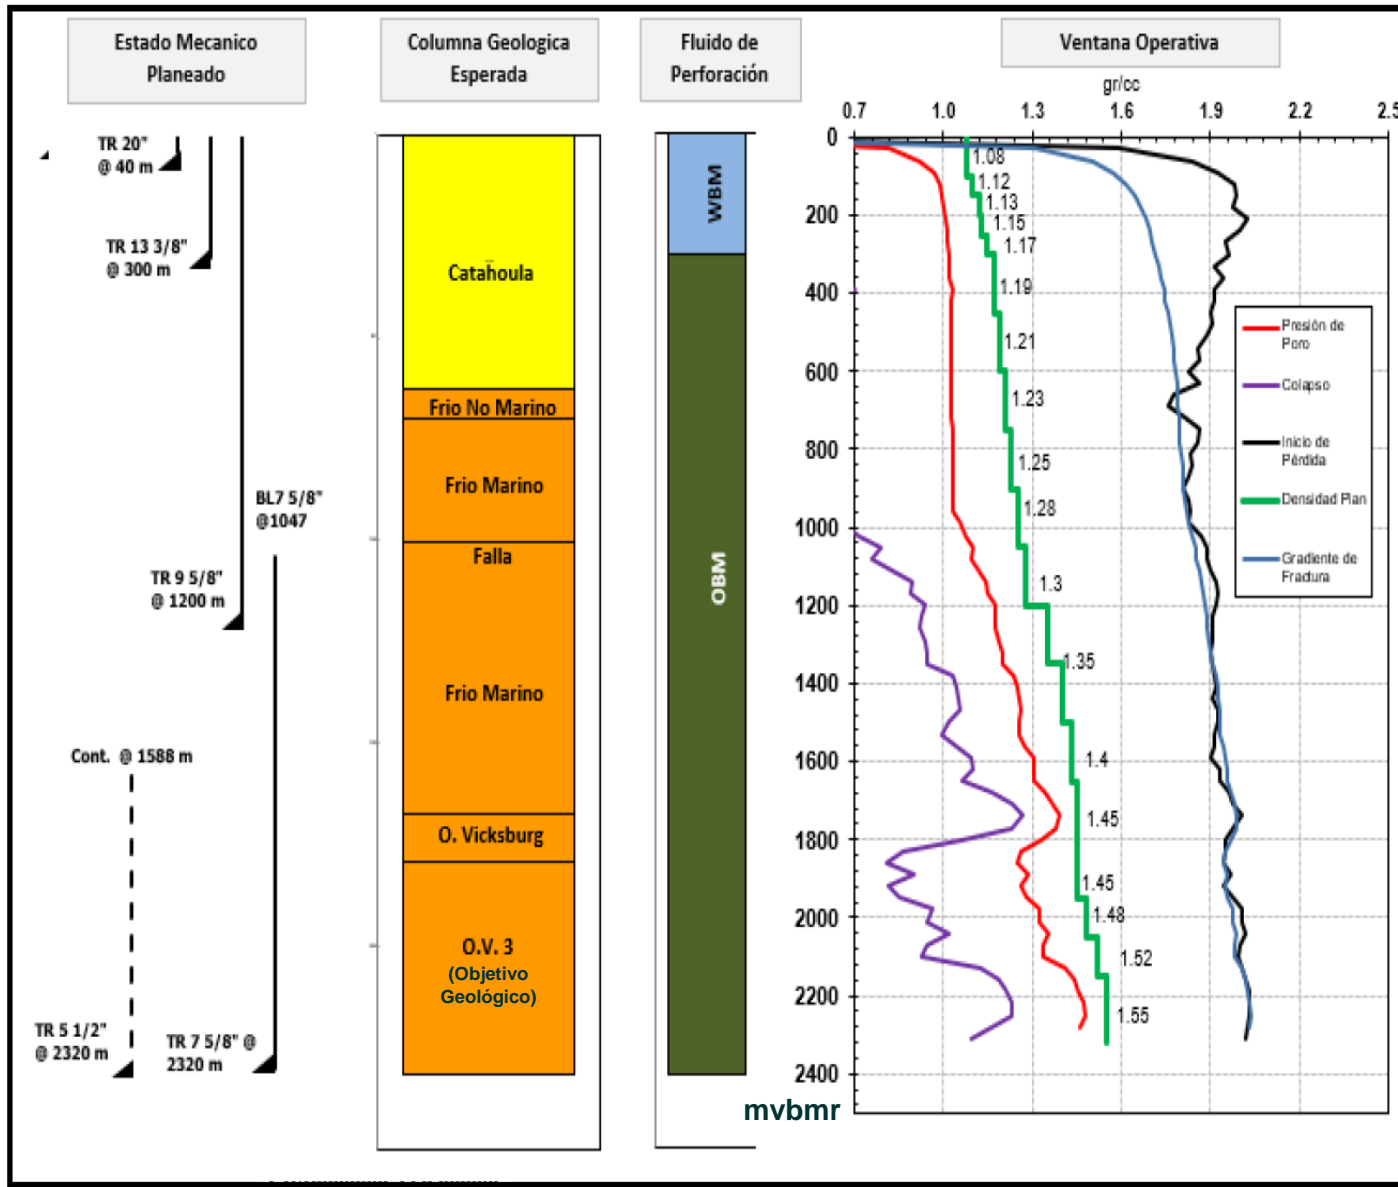 Estado Mecanico
Planeado
Columna Geologica
Esperada
Fluido de
Perforación
Ventana Operativa
gr/cc
0.7 1.0 1.3 1.6 1.9 2.2 2.5
TR 20"
@ 40 m
TR 13 3/8"
@ 300 m
BL7 5/8"
@1047
TR 9 5/8"
@ 1200 m
Cont. @ 1588 m
TR 5 1/2"
@ 2320 m
TR 7 5/8" @
2320 m
Catahoula
Frio No Marino
Frio Marino
Falla
Frio Marino
O. Vicksburg
O.V. 3
(Objetivo
Geológico)
WBM
OBM
0
200
400
600
800
1000
1200
1400
1600
1800
2000
2200
2400
mvbmr
1.08
1.12
1.13
1.15
1.17
1.19
1.21
1.23
1.25
1.28
1.3
1.35
1.4
1.45
1.45
1.48
1.52
1.55
Presión de
Poro
Colapso
Inicio de
Pérdida
Densidad Plan
Gradiente de
Fractura